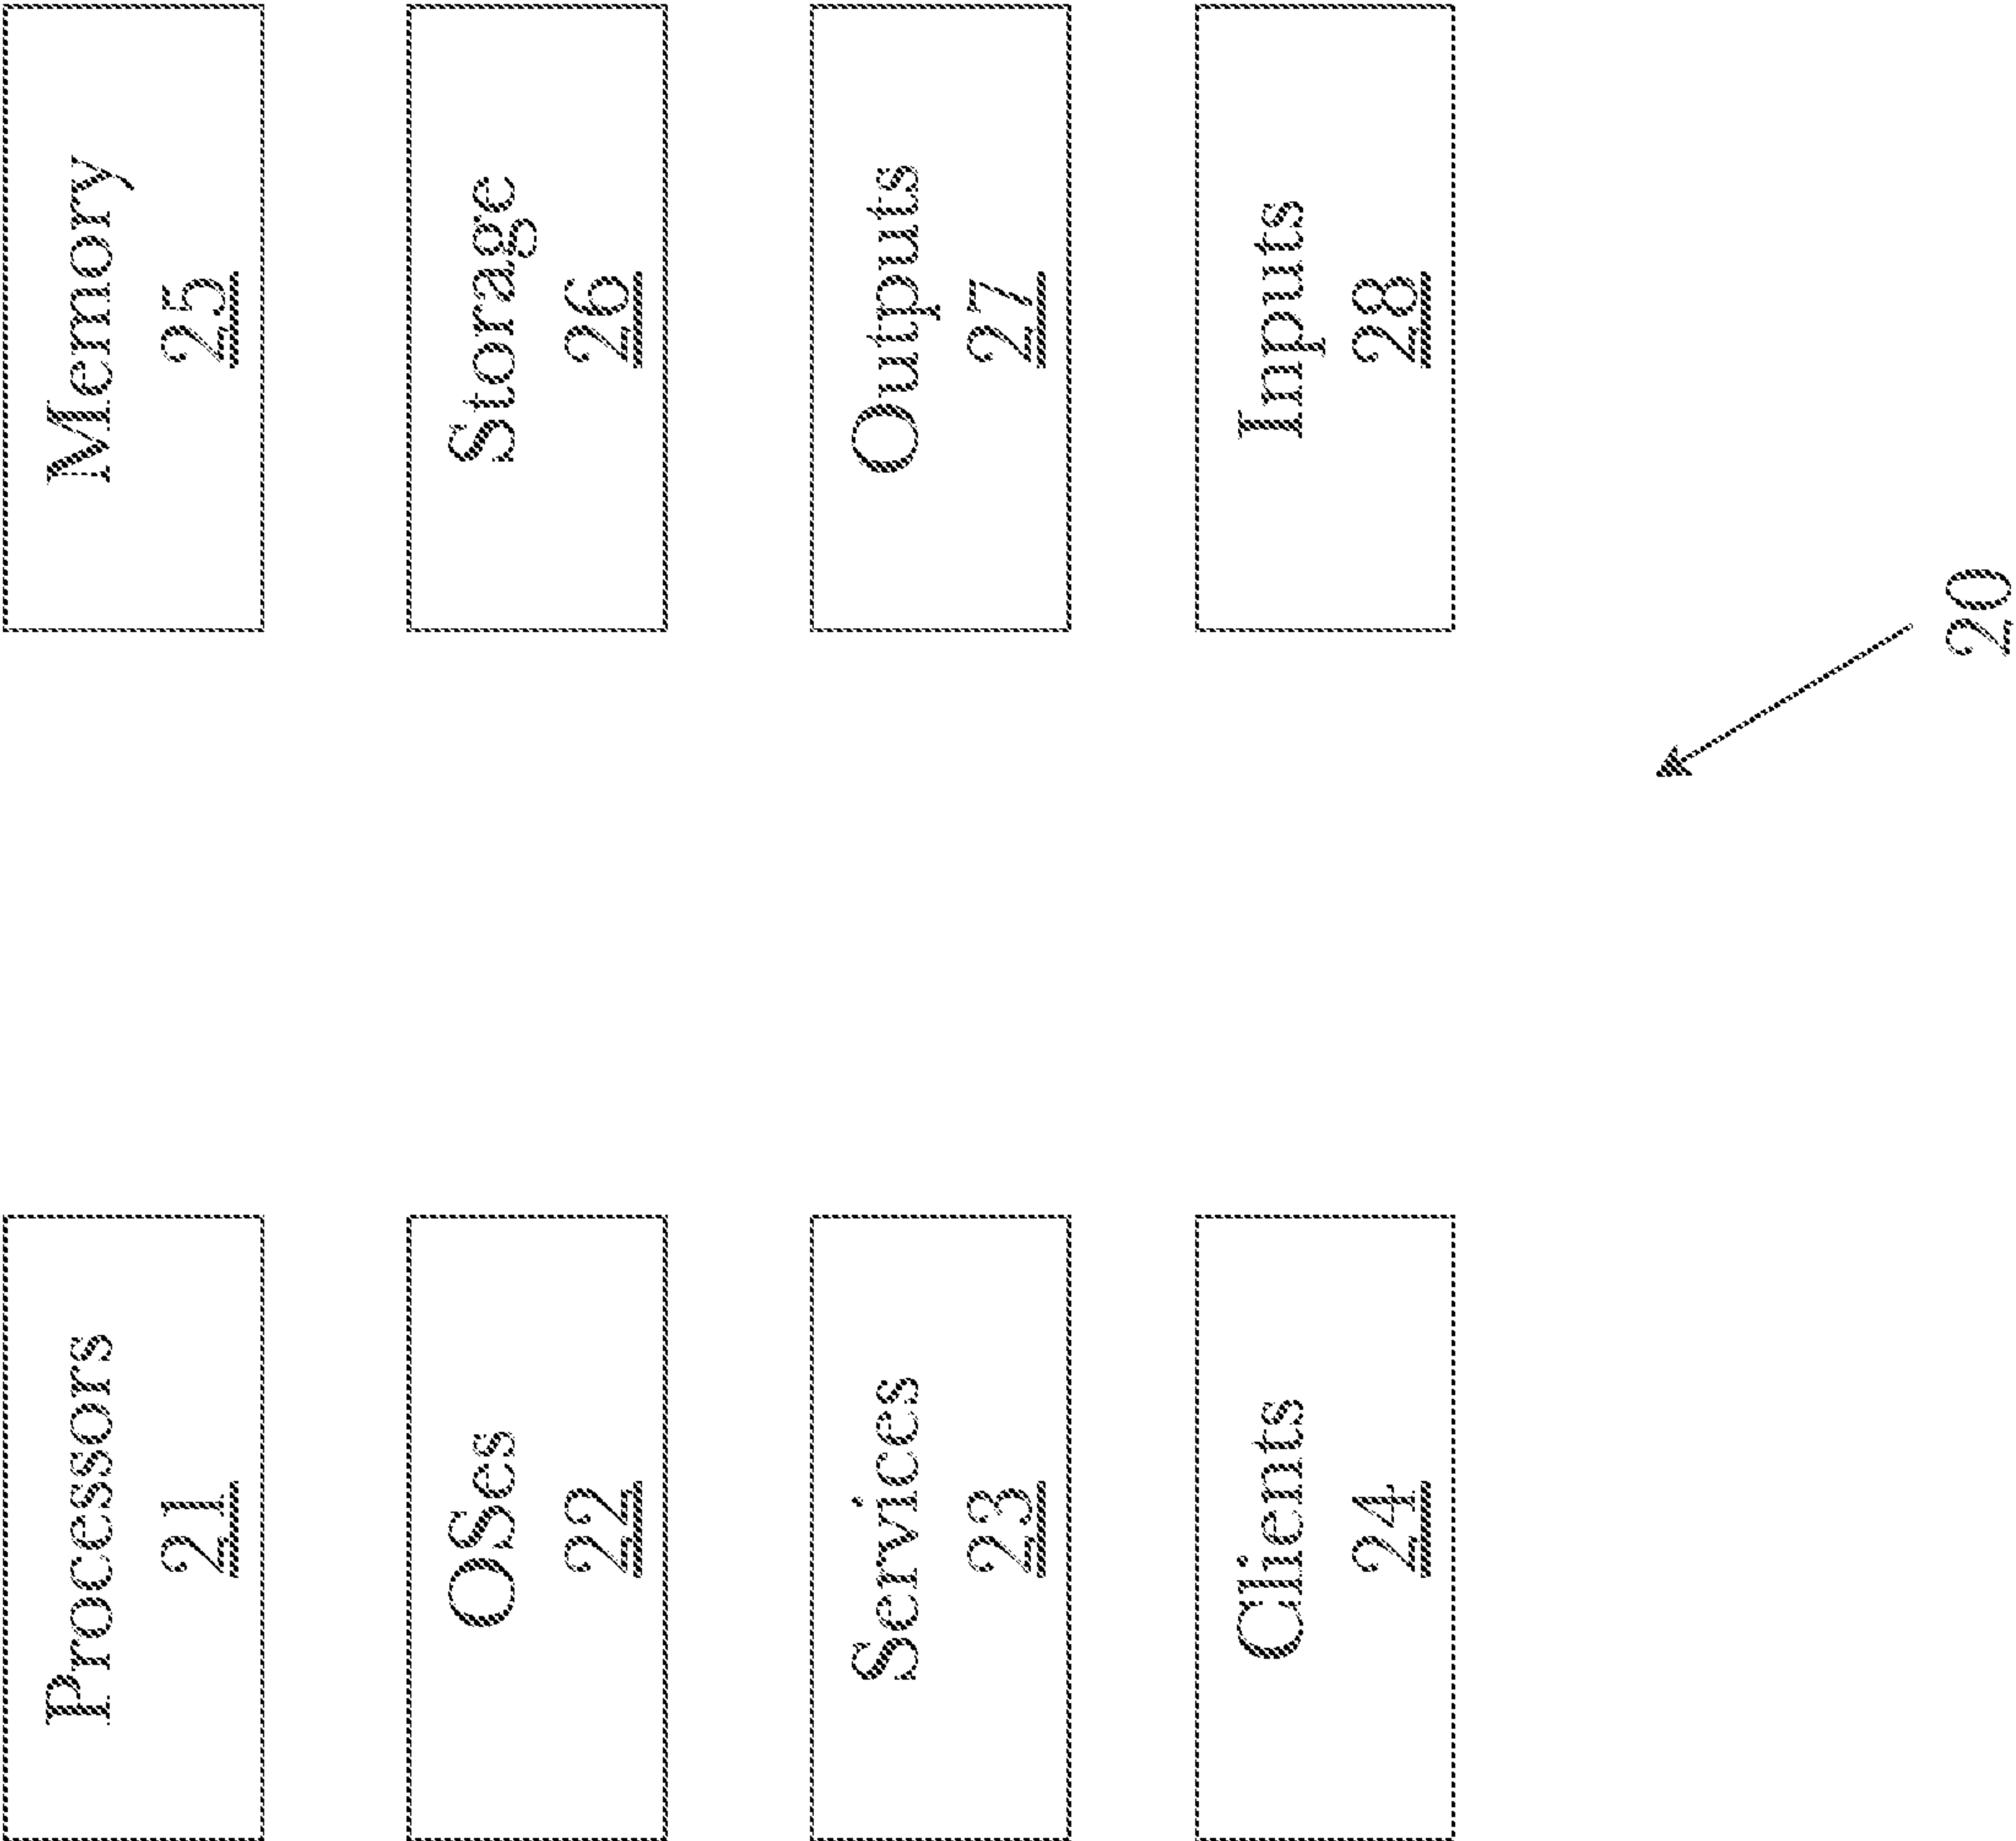 Processors
21
Memory
25
OSes
22
Storage
26
Services
23
Outputs
27
Clients
24
Inputs
28
20